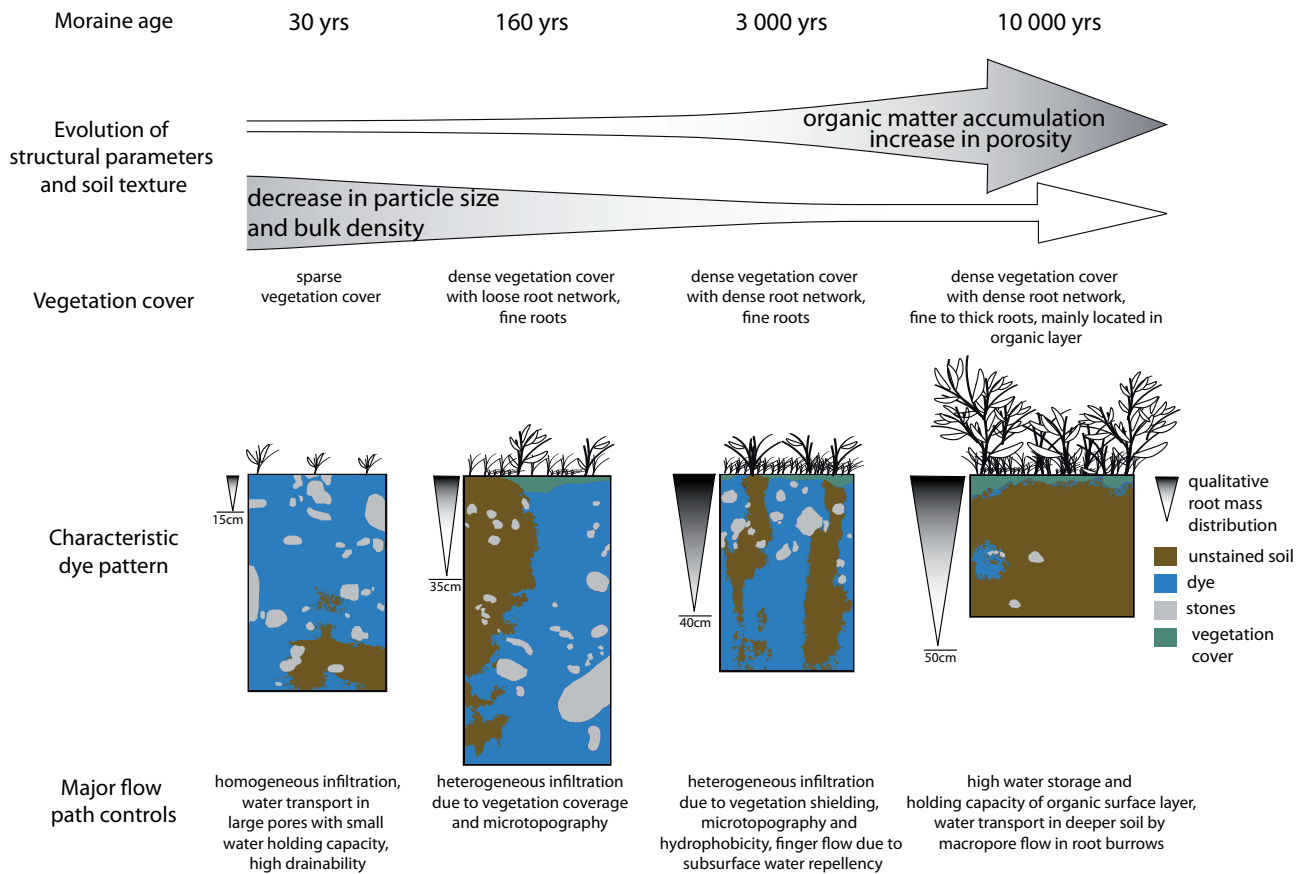 Moraine age
30 yrs
160 yrs
3 000 yrs
10 000 yrs
Evolution of
structural parameters
and soil texture
organic matter accumulation
increase in porosity
decrease in particle size
and bulk density
Vegetation cover
sparse
vegetation cover
dense vegetation cover
with loose root network,
fine roots
dense vegetation cover
with dense root network,
fine roots
dense vegetation cover
with dense root network,
fine to thick roots, mainly located in
organic layer
Characteristic
dye pattern
15cm
35cm
40cm
50cm
qualitative
root mass
distribution
unstained soil
dye
stones
vegetation
cover
Major flow
path controls
homogeneous infiltration,
water transport in
large pores with small
water holding capacity,
high drainability
heterogeneous infiltration
due to vegetation coverage
and microtopography
heterogeneous infiltration
due to vegetation shielding,
microtopography and
hydrophobicity, finger flow due to
subsurface water repellency
high water storage and
holding capacity of organic surface layer,
water transport in deeper soil by
macropore flow in root burrows